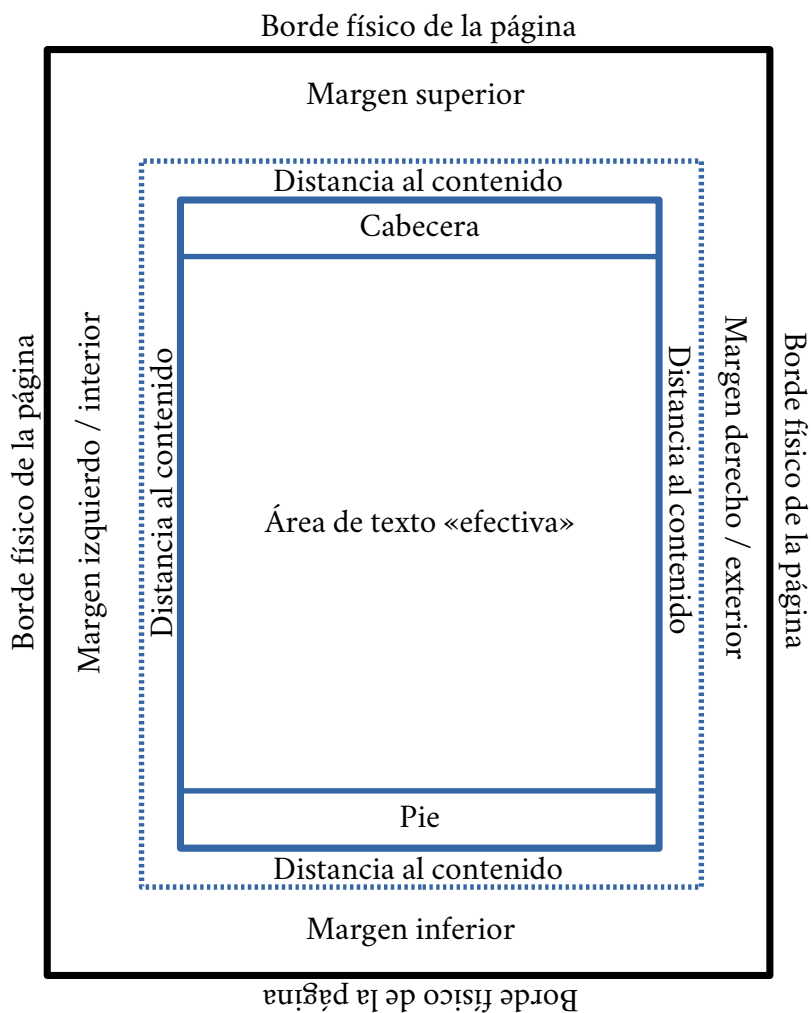 Borde físico de la página
Margen superior
Distancia al contenido
Cabecera
Borde físico de la página
Margen izquierdo / interior
Distancia al contenido
Área de texto «efectiva»
Distancia al contenido
Margen derecho / exterior
Borde físico de la página
Pie
Distancia al contenido
Margen inferior
Borde físico de la página